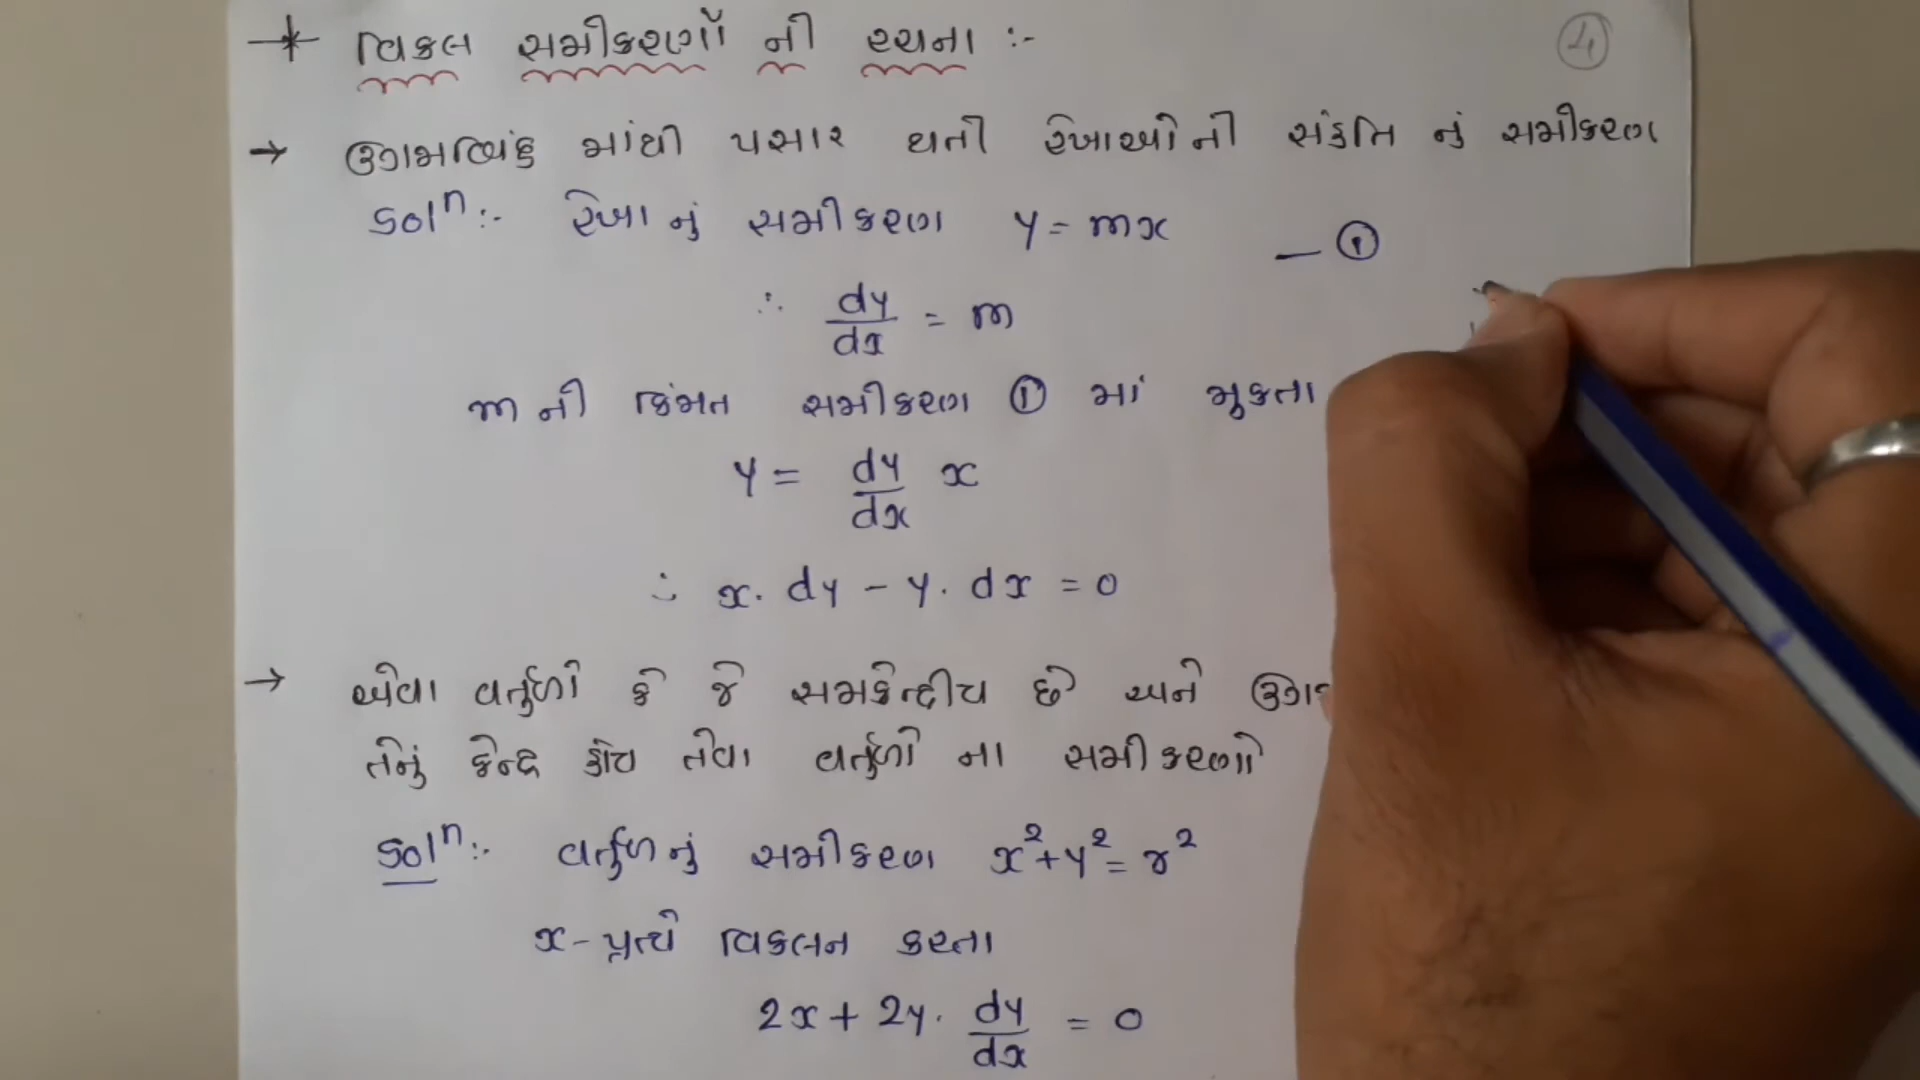 * વિકલ સમીકરણોં ની રચના :-
④
→ ઊગમબિંદુ માંથી પસાર થતી રેખાઓની સંહતિ નું સમીકરણ
Solⁿ:- રેખા નું સમીકરણ y = mx — ①
∴ dy/dx = m
m ની કિંમત સમીકરણ ① માં મુકતા
y = dy/dx x
∴ x. dy - y. dx = 0
→ એવા વર્તુળો કે જે સમકેન્દ્રીય છે અને
તેનું કેન્દ્ર હોય તેવા વર્તુળો ના સમીકરણો
Solⁿ:- વર્તુળનું સમીકરણ x² + y² = r²
x - પ્રત્યે વિકલન કરતા
2x + 2y. dy/dx = 0